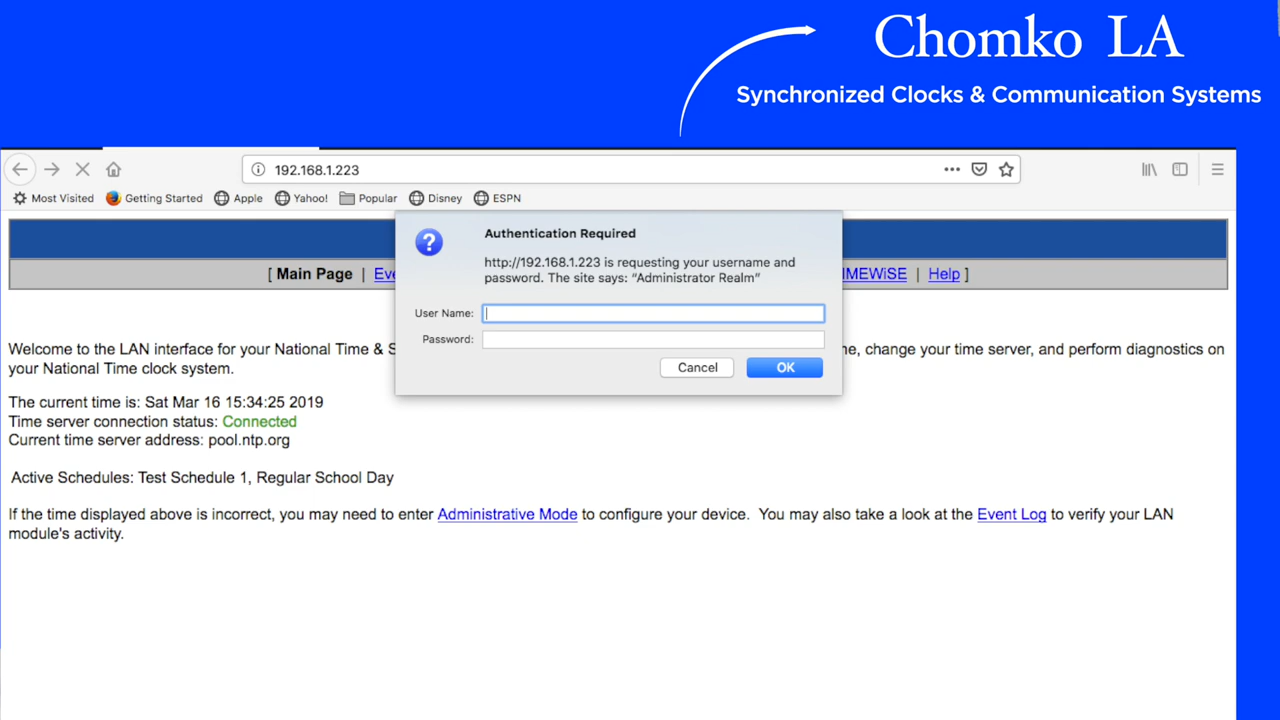 Chomko LA
Synchronized Clocks & Communication Systems
192.168.1.223
Most Visited Getting Started Apple Yahoo! Popular Disney ESPN
Authentication Required
http://192.168.1.223 is requesting your username and
password. The site says: “Administrator Realm”
User Name:
Password:
Cancel OK
[ Main Page | Eve IMEWiSE | Help ]
Welcome to the LAN interface for your National Time & S ne, change your time server, and perform diagnostics on
your National Time clock system.
The current time is: Sat Mar 16 15:34:25 2019
Time server connection status: Connected
Current time server address: pool.ntp.org
Active Schedules: Test Schedule 1, Regular School Day
If the time displayed above is incorrect, you may need to enter Administrative Mode to configure your device. You may also take a look at the Event Log to verify your LAN
module's activity.